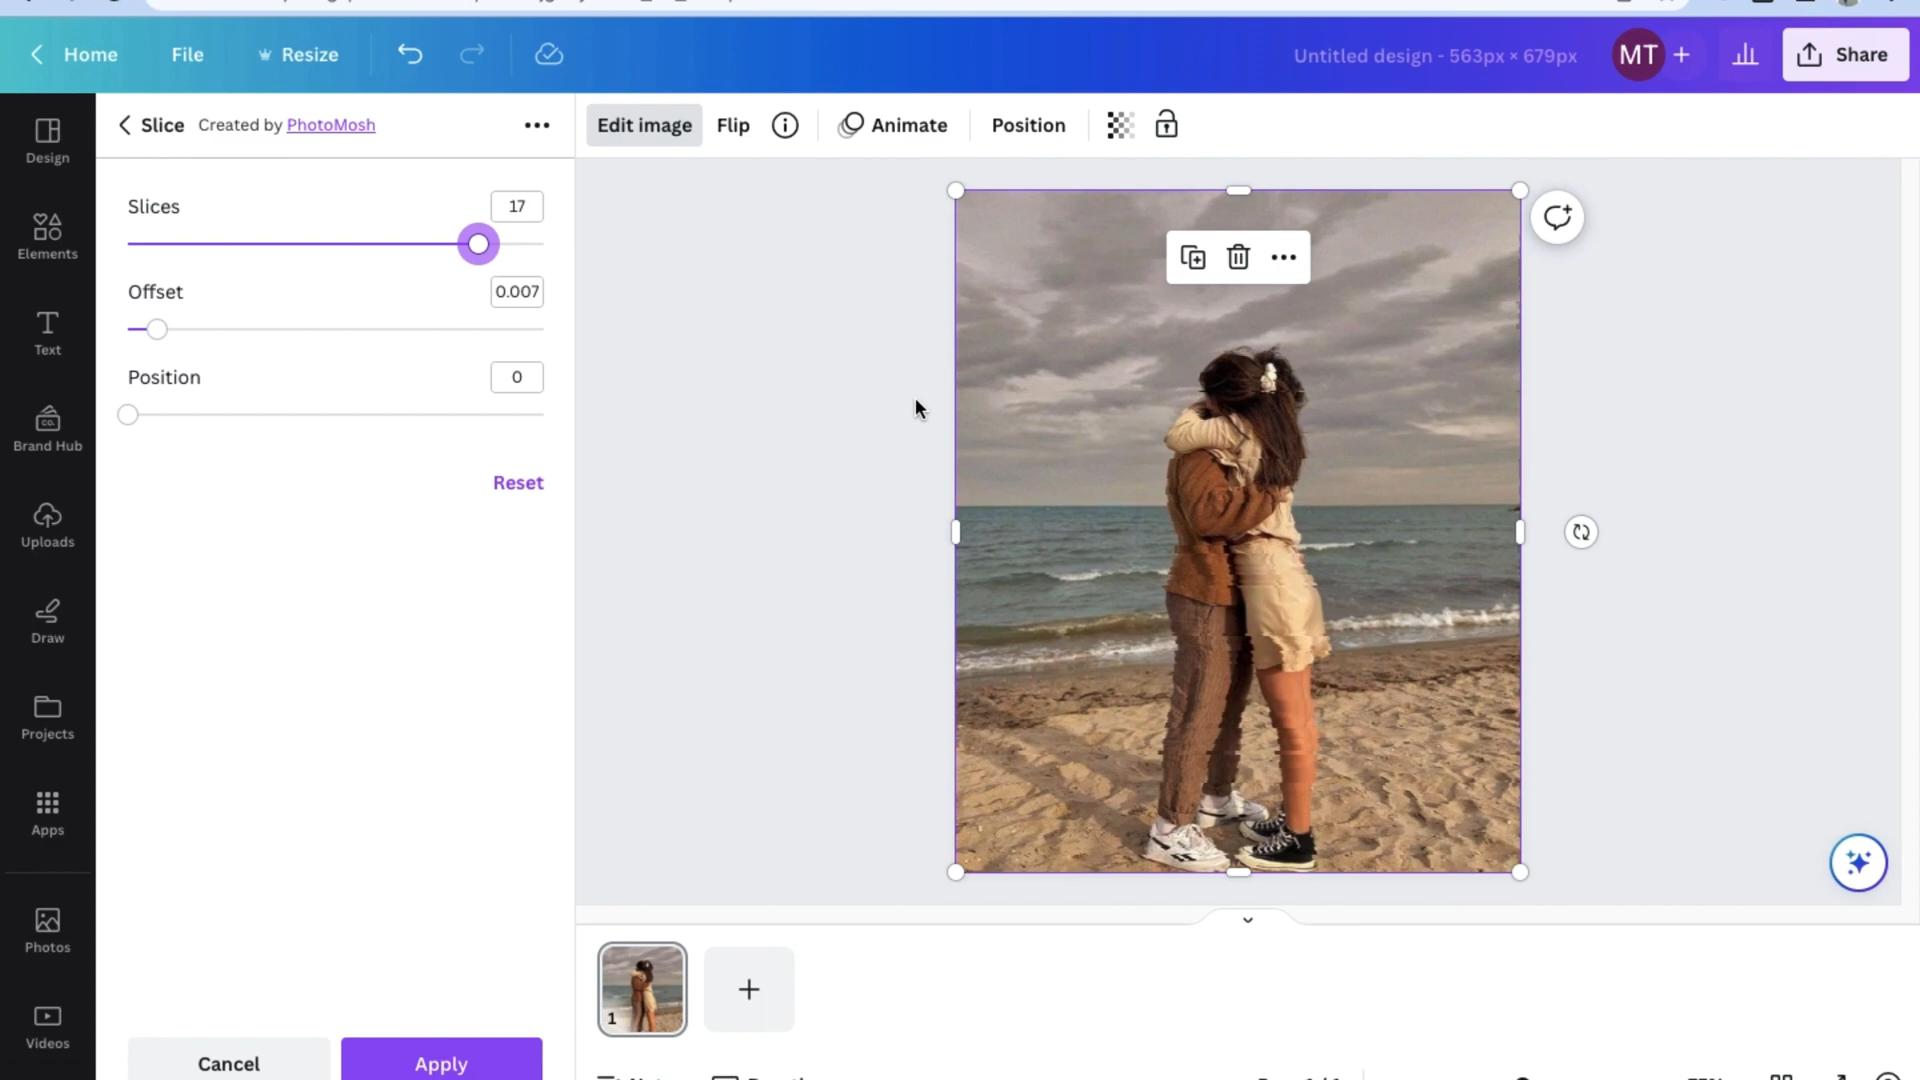 Home
File
Resize
Untitled design - 563px × 679px
MT
+
Share
Design
Elements
Text
Brand Hub
CO.
Uploads
Draw
Projects
Apps
Photos
Videos
Slice Created by PhotoMosh
Slices 17
Offset 0.007
Position 0
Reset
Cancel
Apply
Edit image
Flip
Animate
Position
1